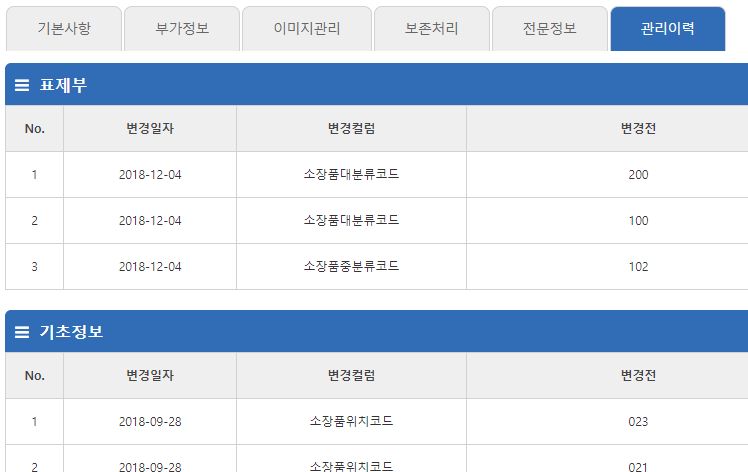 기본사항 부가정보 이미지관리 보존처리 전문정보 관리이력
표제부
No. 변경일자 변경컬럼 변경전
1 2018-12-04 소장품대분류코드 200
2 2018-12-04 소장품대분류코드 100
3 2018-12-04 소장품중분류코드 102
기초정보
No. 변경일자 변경컬럼 변경전
1 2018-09-28 소장품위치코드 023
2 2018-09-28 소장품위치코드 021